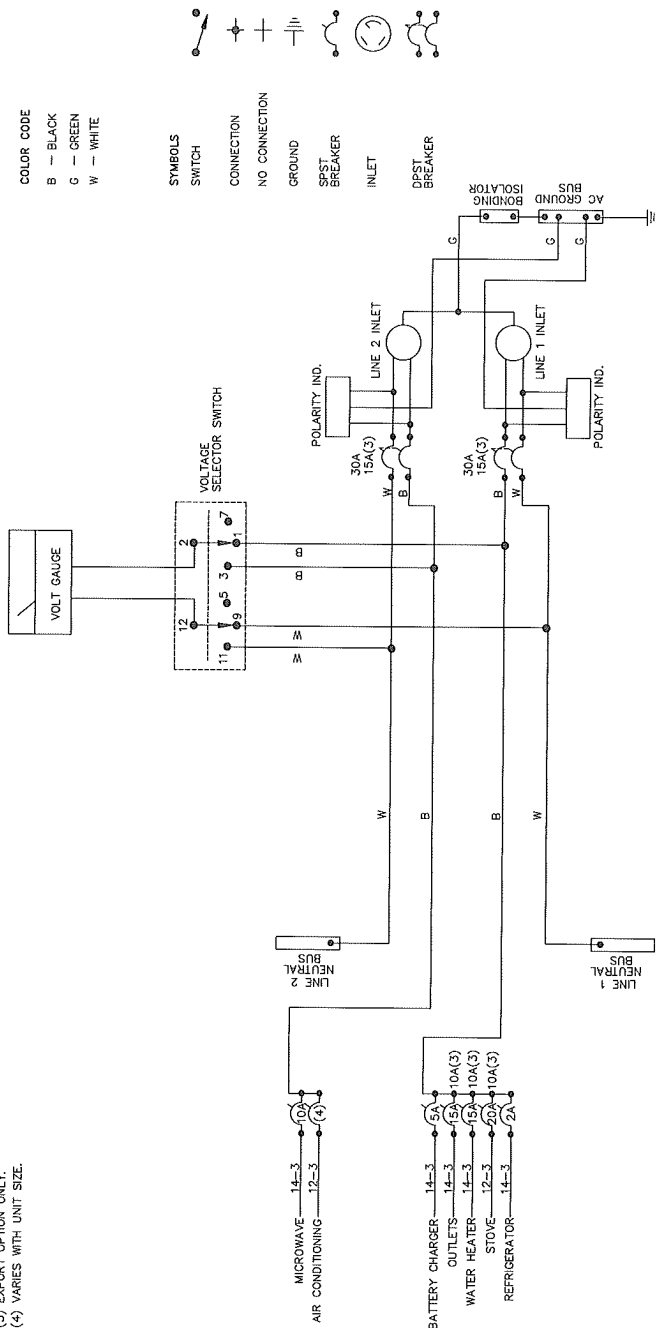 (3) EXPORT OPTION ONLY.
(4) VARIES WITH UNIT SIZE.
COLOR CODE
B – BLACK
G – GREEN
W – WHITE
SYMBOLS
SWITCH
CONNECTION
NO CONNECTION
GROUND
SPST
BREAKER
INLET
DPST
BREAKER
VOLT GAUGE
VOLTAGE
SELECTOR SWITCH
12
2
11
9
5
3
1
7
W
W
B
B
POLARITY IND.
LINE 2 INLET
30A
15A(3)
W
B
G
BONDING
ISOLATOR
AC GROUND
BUS
G
G
LINE 1 INLET
30A
15A(3)
B
W
POLARITY IND.
W
B
B
W
LINE 2
NEUTRAL
BUS
LINE 1
NEUTRAL
BUS
MICROWAVE 14-3 10A
AIR CONDITIONING 12-3 (4)
BATTERY CHARGER 14-3 5A
OUTLETS 14-3 15A 10A(3)
WATER HEATER 14-3 15A 10A(3)
STOVE 12-3 20A 10A(3)
REFRIGERATOR 14-3 2A